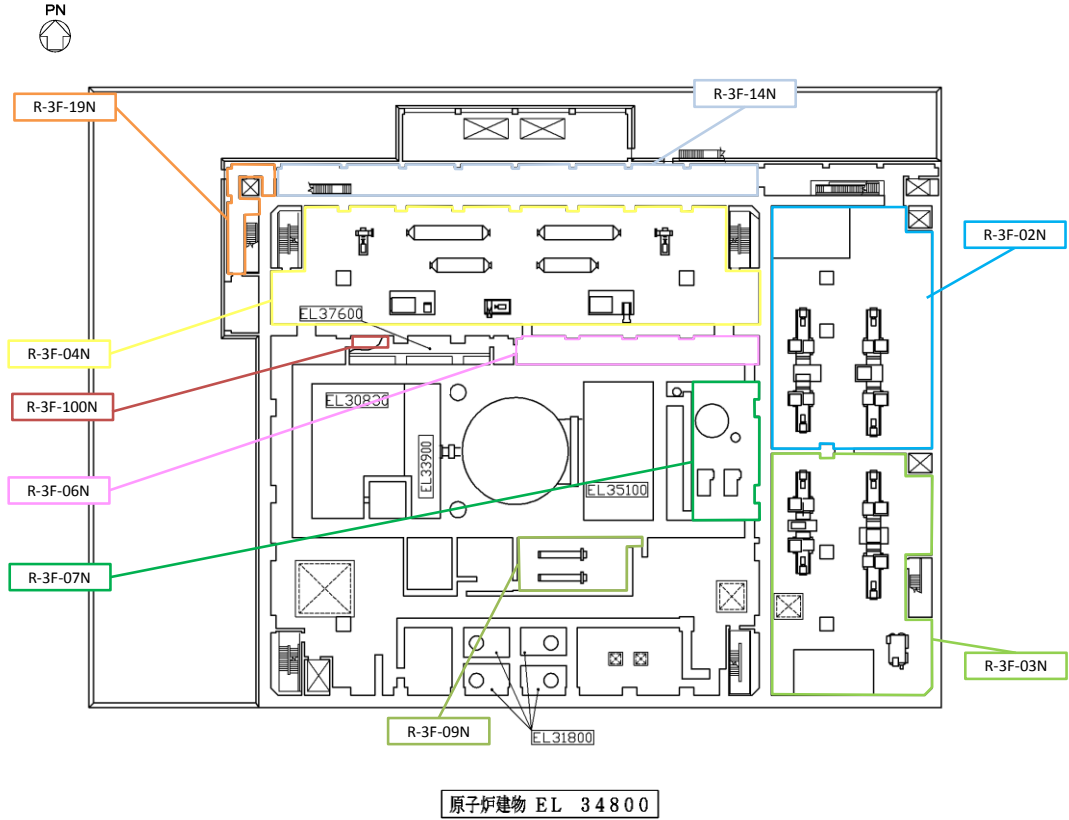 PN
R-3F-19N
R-3F-14N
R-3F-02N
EL37600
R-3F-04N
R-3F-100N
EL30830
EL33900
EL35100
R-3F-06N
R-3F-07N
R-3F-03N
R-3F-09N
EL31800
原子炉建物 EL 34800